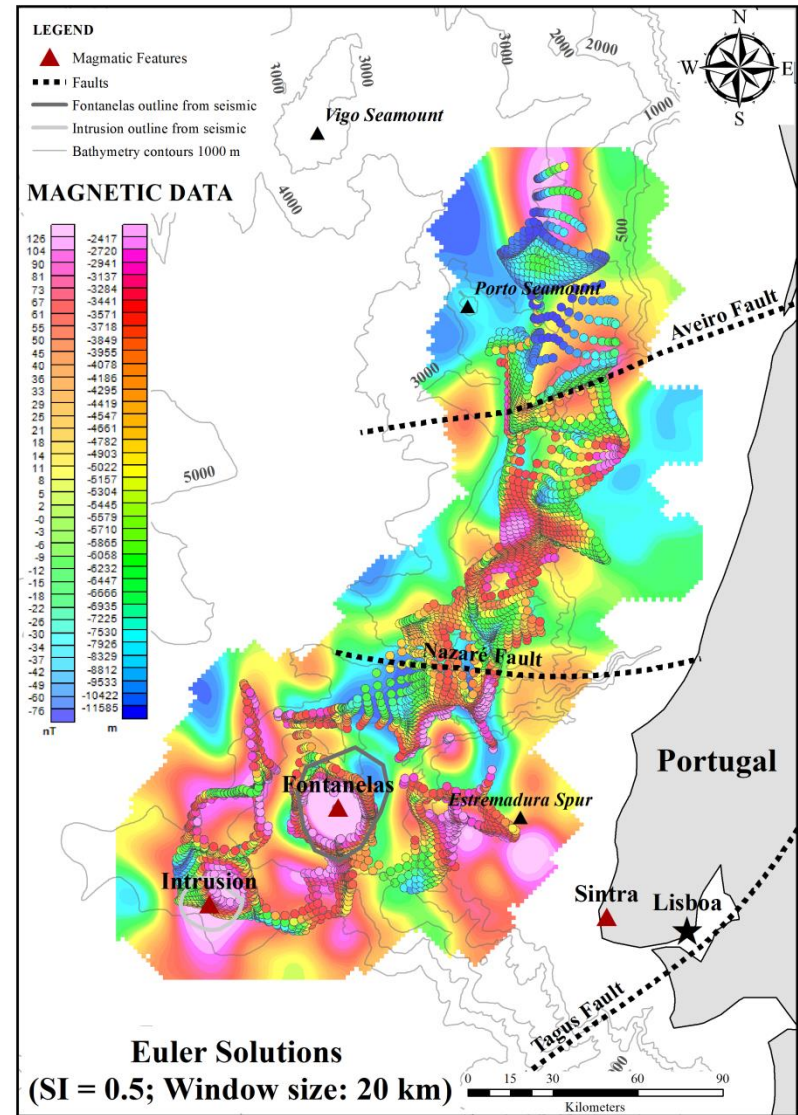 LEGEND
Magmatic Features
Faults
Fontanelas outline from seismic
Intrusion outline from seismic
Bathymetry contours 1000 m
N
W E
S
3000
3000
3000
2000
2000
1000
4000
500
3000
5000
Vigo Seamount
Porto Seamount
Aveiro Fault
MAGNETIC DATA
126 -2417
104 -2720
90 -2941
81 -3137
73 -3284
67 -3441
61 -3571
55 -3718
50 -3849
45 -3955
40 -4078
36 -4186
33 -4295
29 -4419
25 -4547
21 -4661
18 -4782
14 -4903
11 -5022
8 -5157
5 -5304
2 -5445
-0 -5579
-3 -5710
-6 -5865
-9 -6058
-12 -6232
-15 -6447
-18 -6666
-22 -6935
-26 -7225
-30 -7530
-34 -7926
-37 -8329
-42 -8812
-49 -9533
-60 -10422
-76 -11585
nT m
Nazaré Fault
Portugal
Fontanelas
Estremadura Spur
Intrusion
Sintra
Lisboa
Tagus Fault
Euler Solutions
(SI = 0.5; Window size: 20 km)
0 15 30 60 90
Kilometers